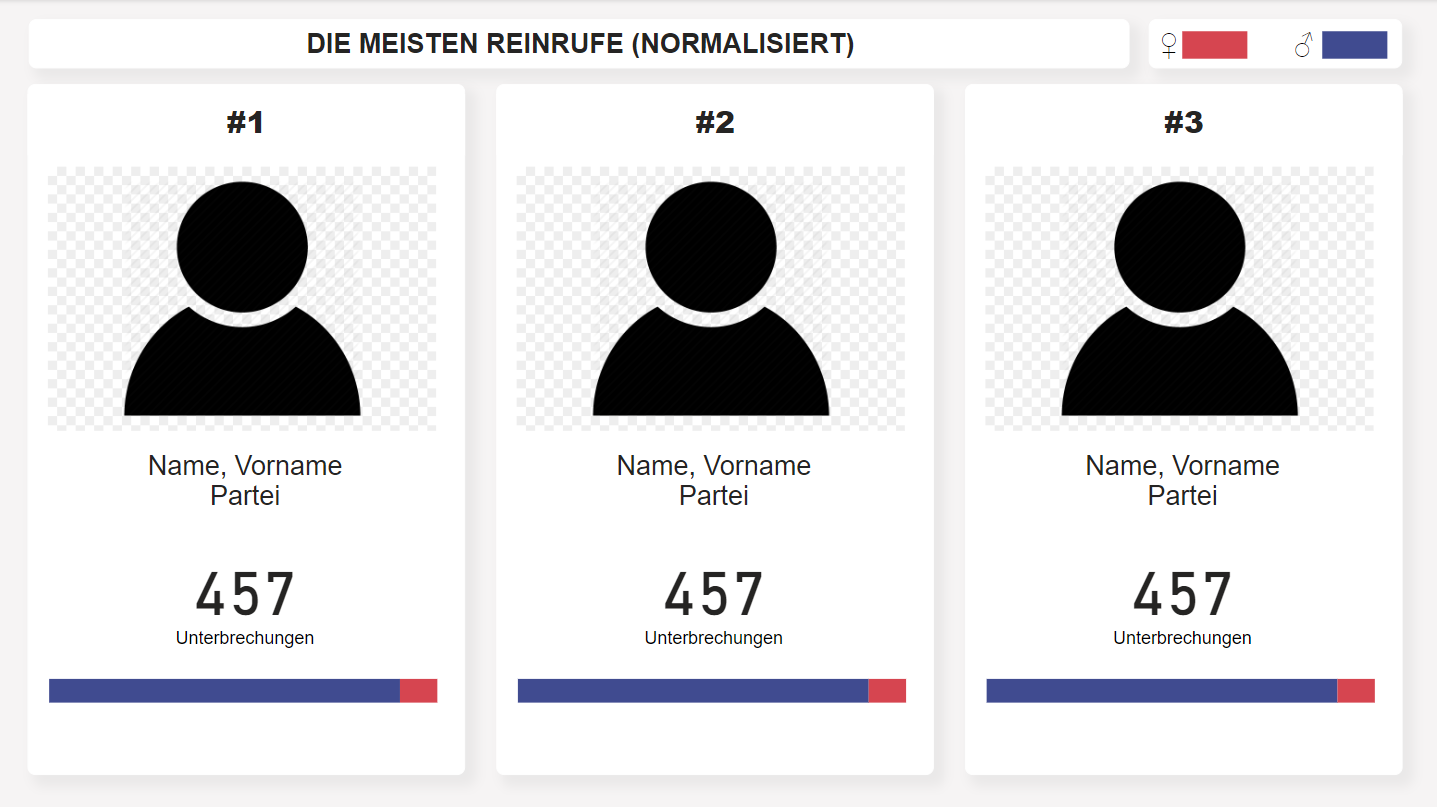 DIE MEISTEN REINRUFE (NORMALISIERT)
♀ ♂
#1
Name, Vorname
Partei
457
Unterbrechungen
#2
Name, Vorname
Partei
457
Unterbrechungen
#3
Name, Vorname
Partei
457
Unterbrechungen